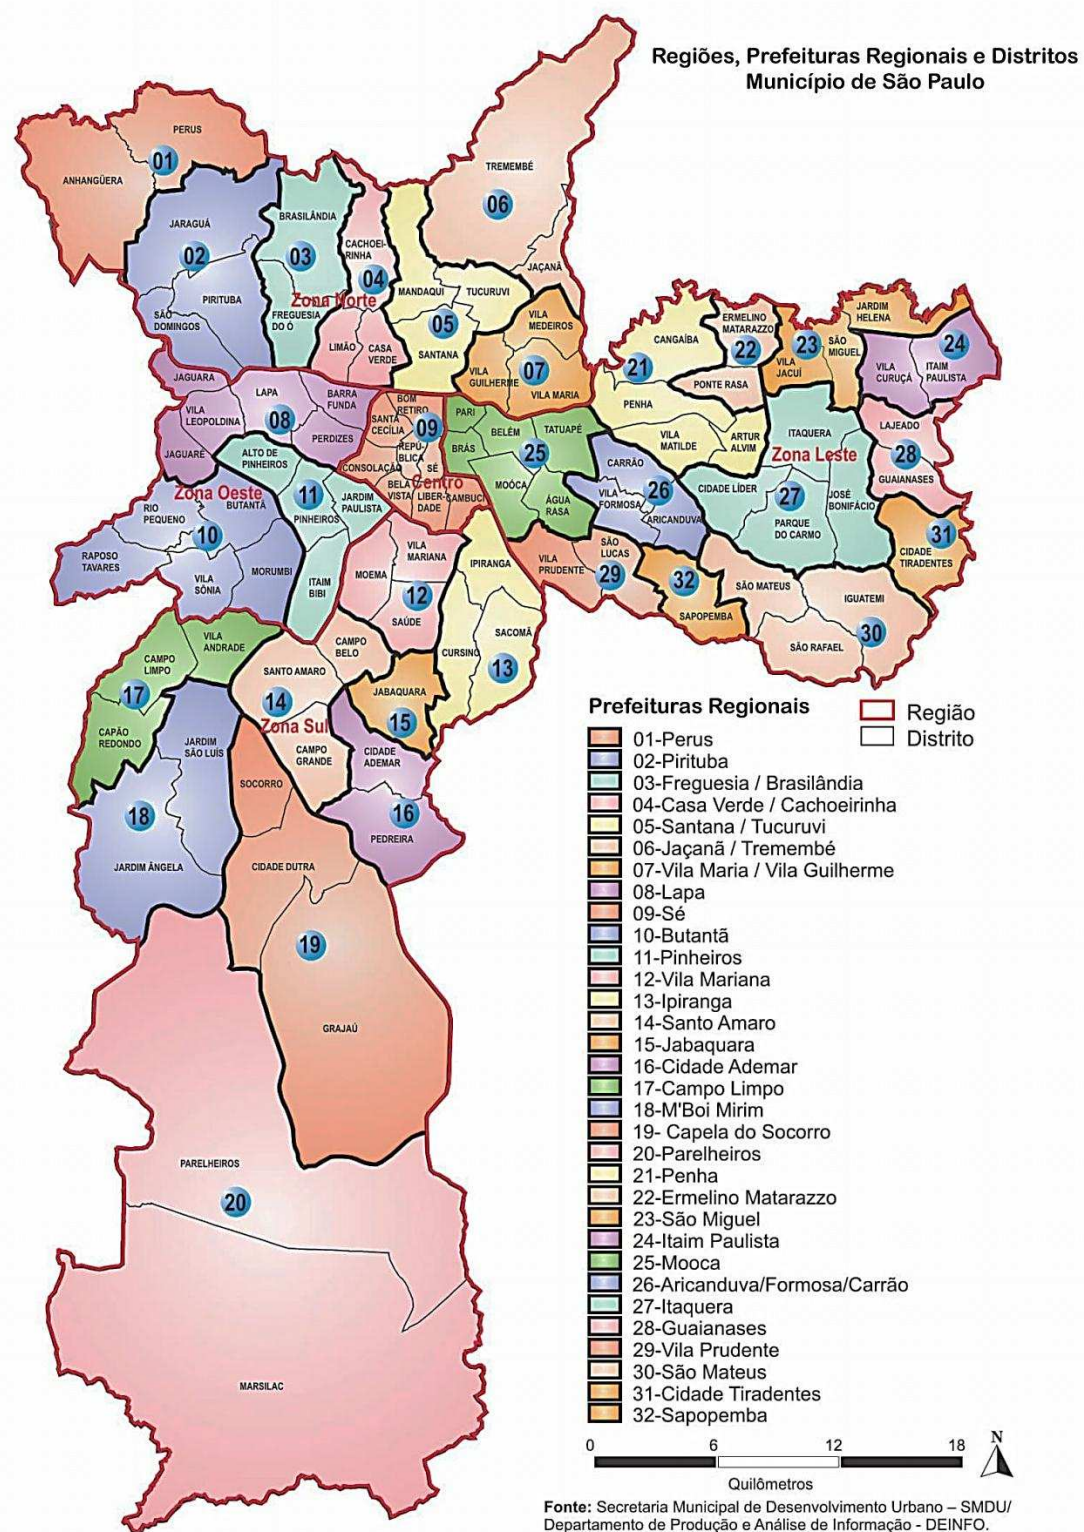 Regiões, Prefeituras Regionais e Distritos
Município de São Paulo
PERUS
01
ANHANGÜERA
TREMEMBÉ
06
JAÇANÃ
JARAGUÁ
02
PIRITUBA
SÃO
DOMINGOS
BRASILÂNDIA
03
Zona Norte
FREGUESIA
DO Ó
CACHOEI-
RINHA
04
LIMÃO
CASA
VERDE
MANDAQUI
TUCURUVI
05
SANTANA
VILA
MEDEIROS
VILA
GUILHERME
07
VILA MARIA
CANGAÍBA
21
PENHA
VILA
MATILDE
ARTUR
ALVIM
ERMELINO
MATARAZZO
22
PONTE RASA
JARDIM
HELENA
23
SÃO
MIGUEL
VILA
JACUÍ
24
VILA
CURUÇÁ
ITAIM
PAULISTA
JAGUARA
LAPA
BARRA
FUNDA
VILA
LEOPOLDINA
08
PERDIZES
JAGUARÉ
BOM
RETIRO
SANTA
CECÍLIA
09
REPÚ-
BLICA
CONSOLAÇÃO
SÉ
Centro
BELA
VISTA
LIBER-
DADE
CAMBUCI
PARI
BRÁS
BELÉM
TATUAPÉ
25
MOÓCA
ÁGUA
RASA
CARRÃO
26
VILA
FORMOSA
ARICANDUVA
ITAQUERA
Zona Leste
CIDADE LÍDER
27
JOSÉ
BONIFÁCIO
PARQUE
DO CARMO
LAJEADO
28
GUAIANASES
31
CIDADE
TIRADENTES
ALTO DE
PINHEIROS
11
PINHEIROS
JARDIM
PAULISTA
ITAIM
BIBI
Zona Oeste
BUTANTÃ
RIO
PEQUENO
10
RAPOSO
TAVARES
MORUMBI
VILA
SÔNIA
VILA
MARIANA
MOEMA
12
SAÚDE
IPIRANGA
SACOMÃ
CURSINO
13
VILA
PRUDENTE
SÃO
LUCAS
29
32
SAPOPEMBA
SÃO MATEUS
IGUATEMI
SÃO RAFAEL
30
VILA
ANDRADE
CAMPO
LIMPO
17
CAPÃO
REDONDO
CAMPO
BELO
SANTO AMARO
14
Zona Sul
CAMPO
GRANDE
JABAQUARA
15
CIDADE
ADEMAR
16
PEDREIRA
JARDIM
SÃO LUÍS
18
JARDIM ÂNGELA
SOCORRO
CIDADE DUTRA
19
GRAJAÚ
PARELHEIROS
20
MARSILAC
Prefeituras Regionais
Região
Distrito
01-Perus
02-Pirituba
03-Freguesia / Brasilândia
04-Casa Verde / Cachoeirinha
05-Santana / Tucuruvi
06-Jaçanã / Tremembé
07-Vila Maria / Vila Guilherme
08-Lapa
09-Sé
10-Butantã
11-Pinheiros
12-Vila Mariana
13-Ipiranga
14-Santo Amaro
15-Jabaquara
16-Cidade Ademar
17-Campo Limpo
18-M'Boi Mirim
19- Capela do Socorro
20-Parelheiros
21-Penha
22-Ermelino Matarazzo
23-São Miguel
24-Itaim Paulista
25-Mooca
26-Aricanduva/Formosa/Carrão
27-Itaquera
28-Guaianases
29-Vila Prudente
30-São Mateus
31-Cidade Tiradentes
32-Sapopemba
0 6 12 18
Quilômetros
N
Fonte: Secretaria Municipal de Desenvolvimento Urbano – SMDU/
Departamento de Produção e Análise de Informação - DEINFO.